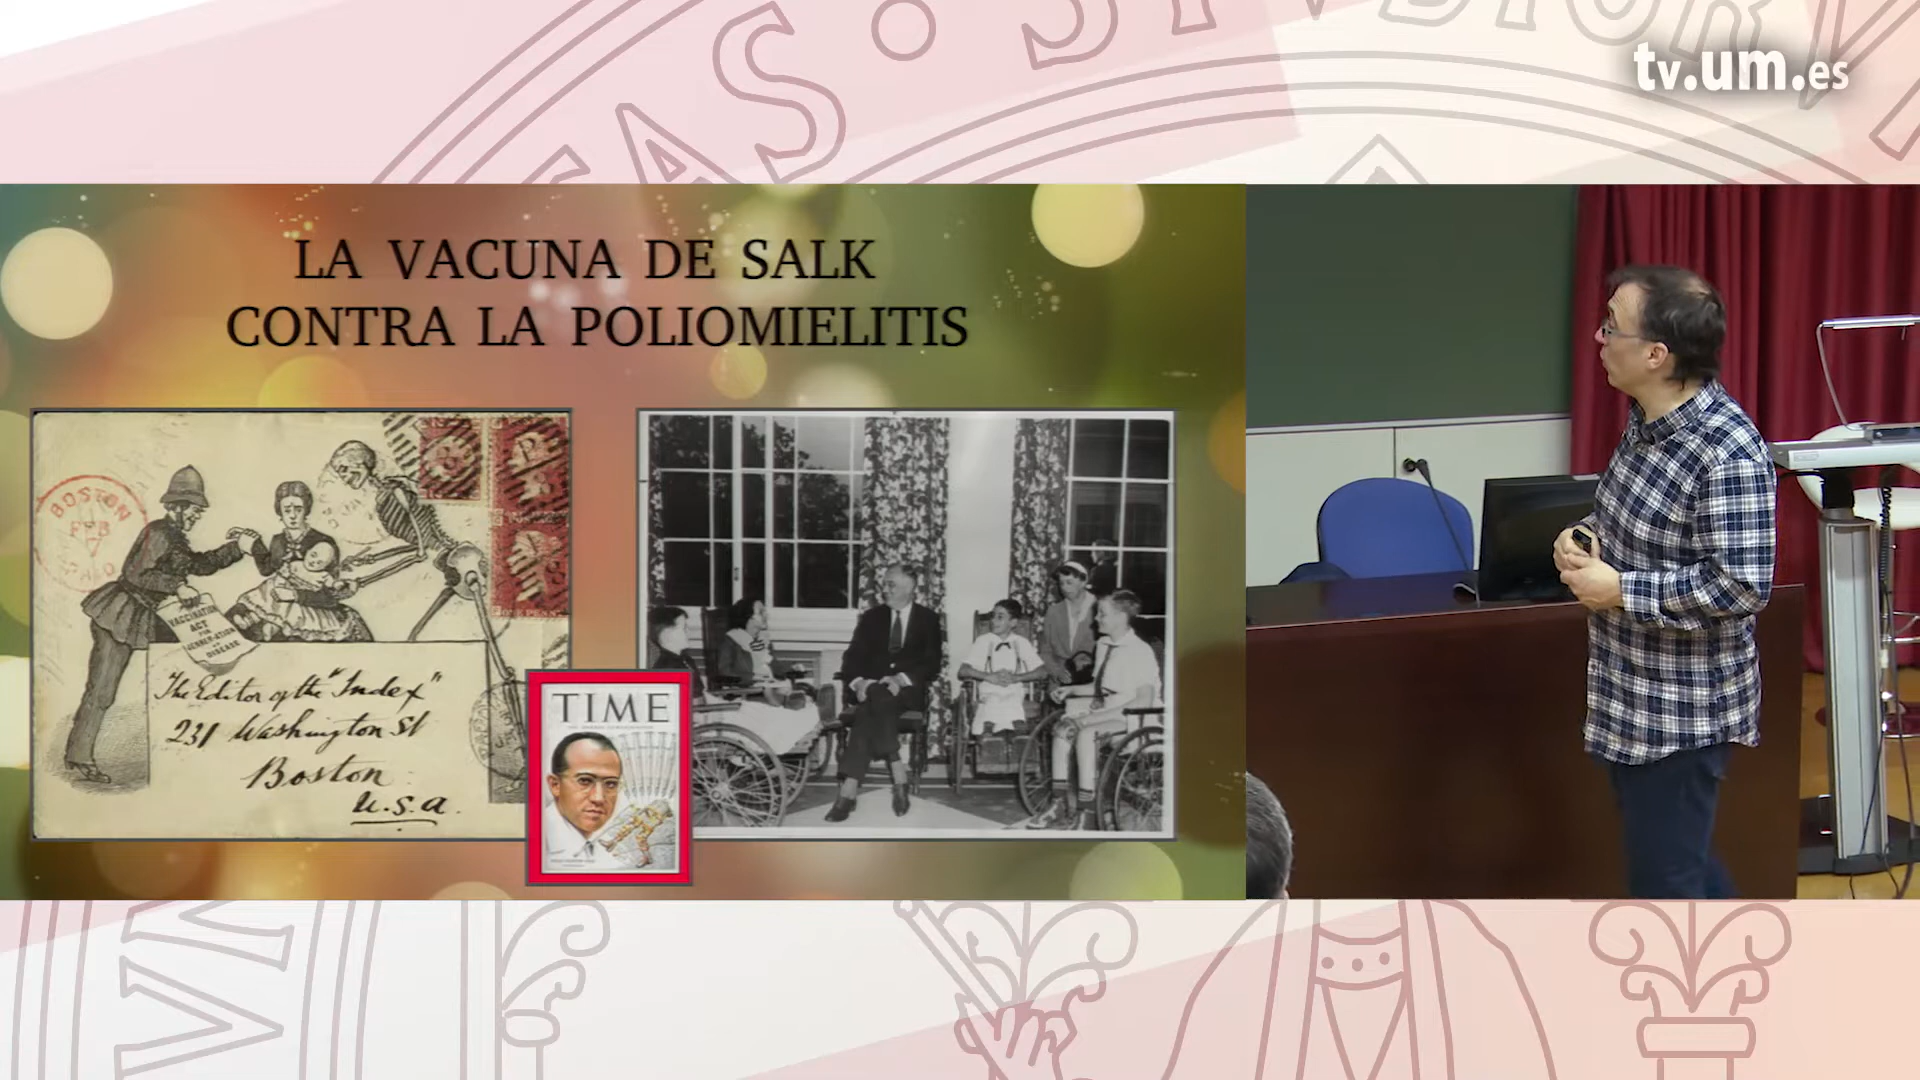 tv.um.es
LA VACUNA DE SALK
CONTRA LA POLIOMIELITIS
BOSTON
FEB
PAID
VACCINATION
ACT
DISEASE
The Editor of the "Index"
231 Washington St
Boston
U.S.A.
TIME